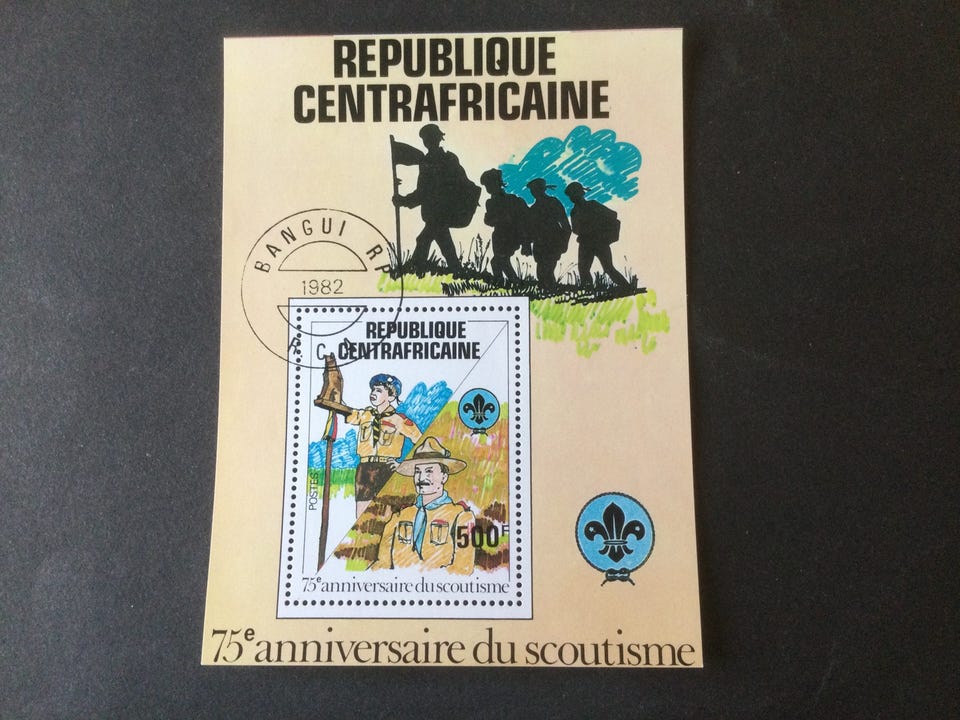 REPUBLIQUE
CENTRAFRICAINE
BANGUI RP
1982
R C A
REPUBLIQUE
CENTRAFRICAINE
POSTES
500F
75e anniversaire du scoutisme
75e anniversaire du scoutisme